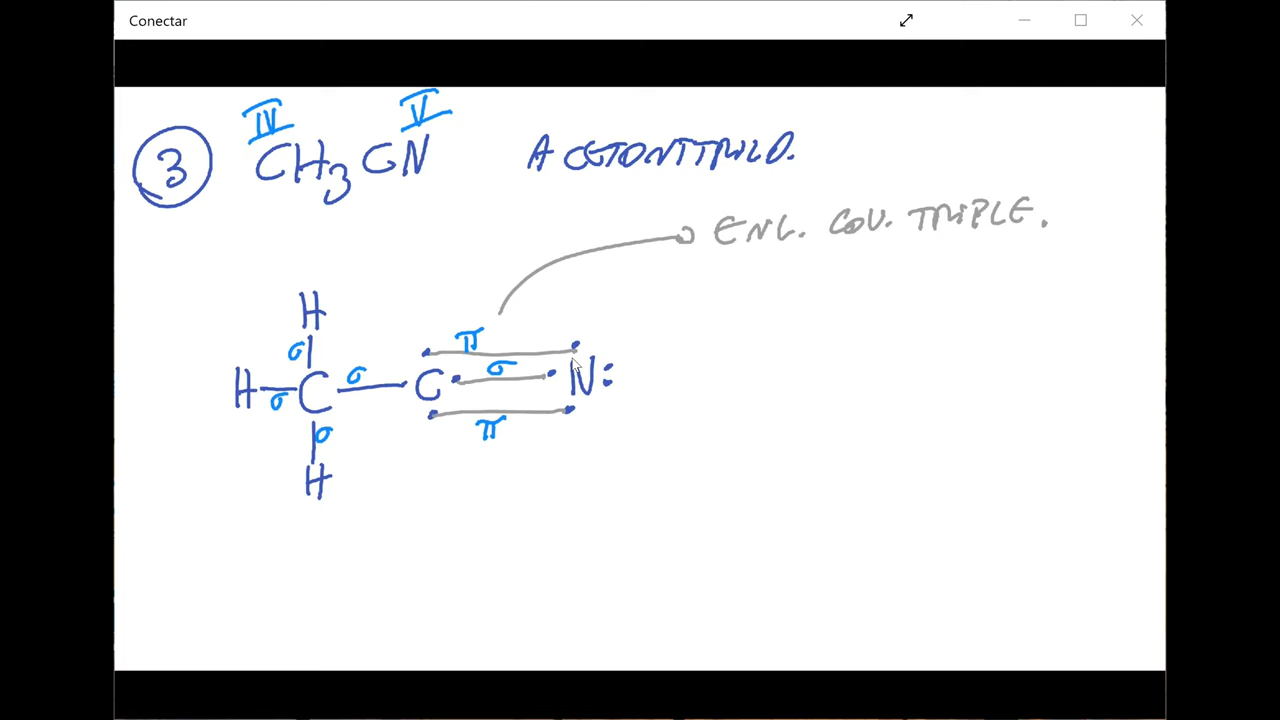 Conectar
IV V
3 CH3CN ACETONITRILO.
ENL. COV. TRIPLE.
H
σ π
σ σ
H C C N:
σ
σ π
H